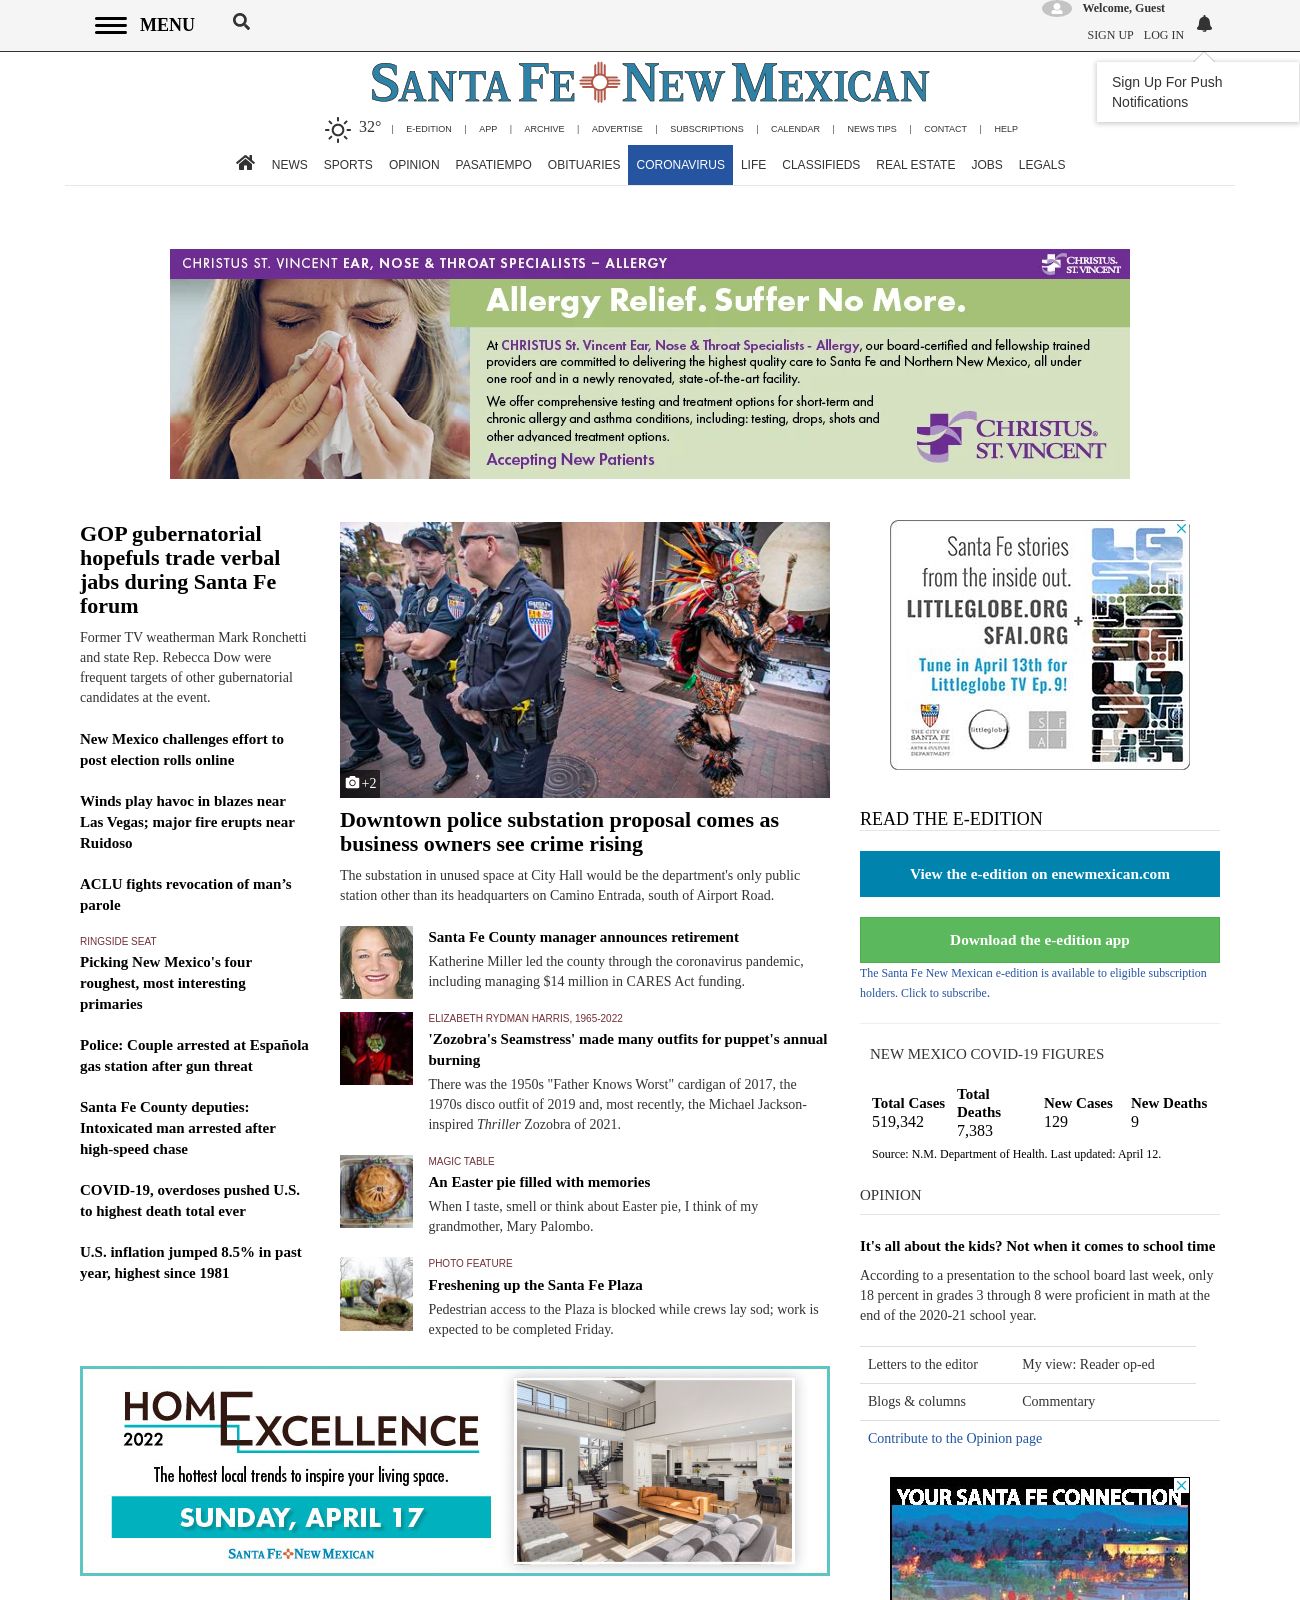 MENU
Welcome, Guest
SIGN UP LOG IN
Sign Up For Push
Notifications
SANTA FE NEW MEXICAN
32° | E-EDITION | APP | ARCHIVE | ADVERTISE | SUBSCRIPTIONS | CALENDAR | NEWS TIPS | CONTACT | HELP
NEWS SPORTS OPINION PASATIEMPO OBITUARIES CORONAVIRUS LIFE CLASSIFIEDS REAL ESTATE JOBS LEGALS
CHRISTUS ST. VINCENT EAR, NOSE & THROAT SPECIALISTS – ALLERGY
CHRISTUS.
ST. VINCENT
Allergy Relief. Suffer No More.
At CHRISTUS St. Vincent Ear, Nose & Throat Specialists - Allergy, our board-certified and fellowship trained
providers are committed to delivering the highest quality care to Santa Fe and Northern New Mexico, all under
one roof and in a newly renovated, state-of-the-art facility.
We offer comprehensive testing and treatment options for short-term and
chronic allergy and asthma conditions, including: testing, drops, shots and
other advanced treatment options.
Accepting New Patients
CHRISTUS®
ST. VINCENT
GOP gubernatorial
hopefuls trade verbal
jabs during Santa Fe
forum
Former TV weatherman Mark Ronchetti
and state Rep. Rebecca Dow were
frequent targets of other gubernatorial
candidates at the event.
New Mexico challenges effort to
post election rolls online
Winds play havoc in blazes near
Las Vegas; major fire erupts near
Ruidoso
ACLU fights revocation of man’s
parole
RINGSIDE SEAT
Picking New Mexico's four
roughest, most interesting
primaries
Police: Couple arrested at Española
gas station after gun threat
Santa Fe County deputies:
Intoxicated man arrested after
high-speed chase
COVID-19, overdoses pushed U.S.
to highest death total ever
U.S. inflation jumped 8.5% in past
year, highest since 1981
+2
Downtown police substation proposal comes as
business owners see crime rising
The substation in unused space at City Hall would be the department's only public
station other than its headquarters on Camino Entrada, south of Airport Road.
Santa Fe County manager announces retirement
Katherine Miller led the county through the coronavirus pandemic,
including managing $14 million in CARES Act funding.
ELIZABETH RYDMAN HARRIS, 1965-2022
'Zozobra's Seamstress' made many outfits for puppet's annual
burning
There was the 1950s "Father Knows Worst" cardigan of 2017, the
1970s disco outfit of 2019 and, most recently, the Michael Jackson-
inspired Thriller Zozobra of 2021.
MAGIC TABLE
An Easter pie filled with memories
When I taste, smell or think about Easter pie, I think of my
grandmother, Mary Palombo.
PHOTO FEATURE
Freshening up the Santa Fe Plaza
Pedestrian access to the Plaza is blocked while crews lay sod; work is
expected to be completed Friday.
HOME EXCELLENCE
2022
The hottest local trends to inspire your living space.
SUNDAY, APRIL 17
SANTA FE NEW MEXICAN
Santa Fe stories
from the inside out.
LITTLEGLOBE.ORG +
SFAI.ORG
Tune in April 13th for
Littleglobe TV Ep.9!
THE CITY OF
SANTA FE
ARTS & CULTURE
DEPARTMENT
littleglobe
SFAi
READ THE E-EDITION
View the e-edition on enewmexican.com
Download the e-edition app
The Santa Fe New Mexican e-edition is available to eligible subscription
holders. Click to subscribe.
NEW MEXICO COVID-19 FIGURES
Total Cases Total Deaths New Cases New Deaths
519,342 7,383 129 9
Source: N.M. Department of Health. Last updated: April 12.
OPINION
It's all about the kids? Not when it comes to school time
According to a presentation to the school board last week, only
18 percent in grades 3 through 8 were proficient in math at the
end of the 2020-21 school year.
Letters to the editor My view: Reader op-ed
Blogs & columns Commentary
Contribute to the Opinion page
YOUR SANTA FE CONNECTION